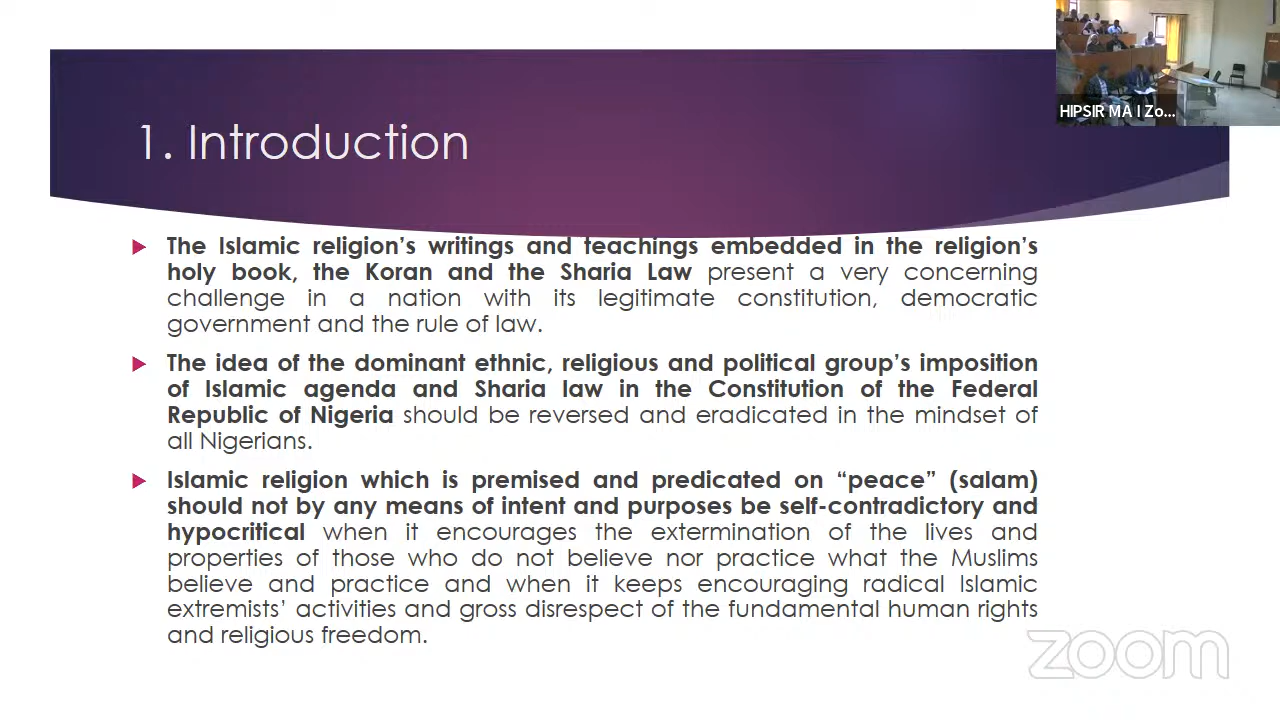 HIPSIR MA I Zo...
1. Introduction
The Islamic religion's writings and teachings embedded in the religion's
holy book, the Koran and the Sharia Law present a very concerning
challenge in a nation with its legitimate constitution, democratic
government and the rule of law.
The idea of the dominant ethnic, religious and political group's imposition
of Islamic agenda and Sharia law in the Constitution of the Federal
Republic of Nigeria should be reversed and eradicated in the mindset of
all Nigerians.
Islamic religion which is premised and predicated on “peace” (salam)
should not by any means of intent and purposes be self-contradictory and
hypocritical when it encourages the extermination of the lives and
properties of those who do not believe nor practice what the Muslims
believe and practice and when it keeps encouraging radical Islamic
extremists' activities and gross disrespect of the fundamental human rights
and religious freedom.
zoom